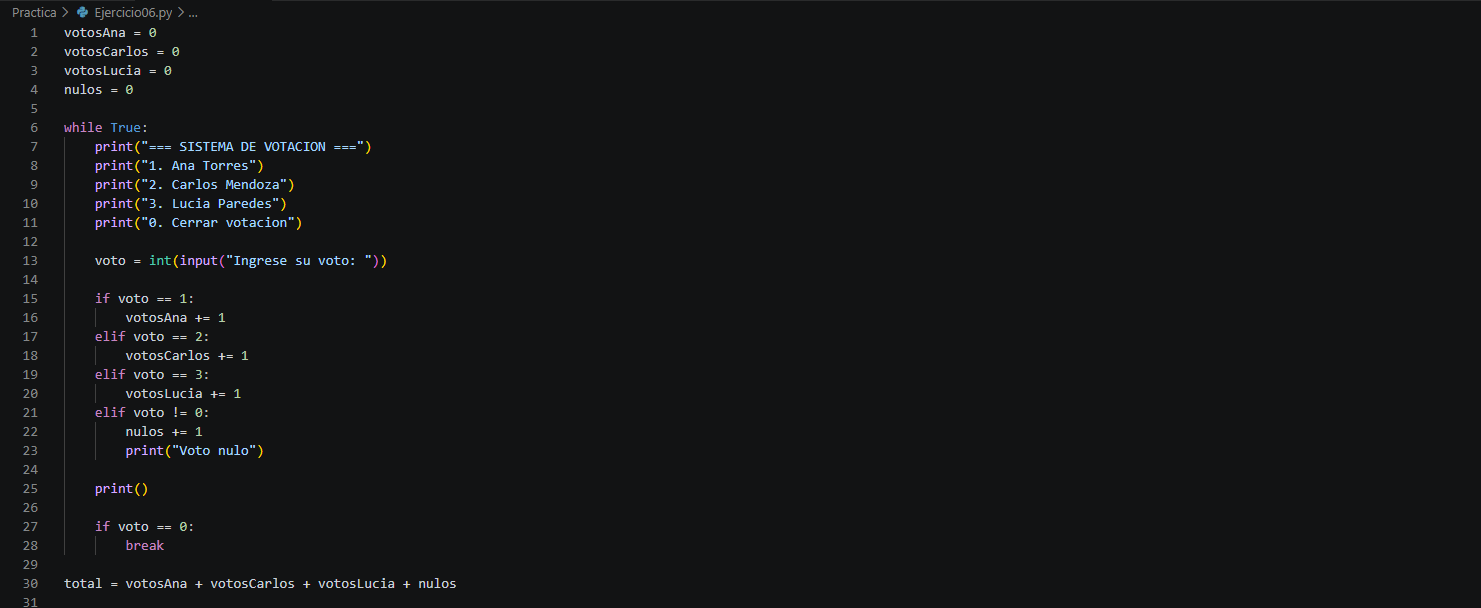 Practica > Ejercicio06.py > ...
1 votosAna = 0
2 votosCarlos = 0
3 votosLucia = 0
4 nulos = 0
5
6 while True:
7     print("=== SISTEMA DE VOTACION ===")
8     print("1. Ana Torres")
9     print("2. Carlos Mendoza")
10     print("3. Lucia Paredes")
11     print("0. Cerrar votacion")
12
13     voto = int(input("Ingrese su voto: "))
14
15     if voto == 1:
16         votosAna += 1
17     elif voto == 2:
18         votosCarlos += 1
19     elif voto == 3:
20         votosLucia += 1
21     elif voto != 0:
22         nulos += 1
23         print("Voto nulo")
24
25     print()
26
27     if voto == 0:
28         break
29
30 total = votosAna + votosCarlos + votosLucia + nulos
31